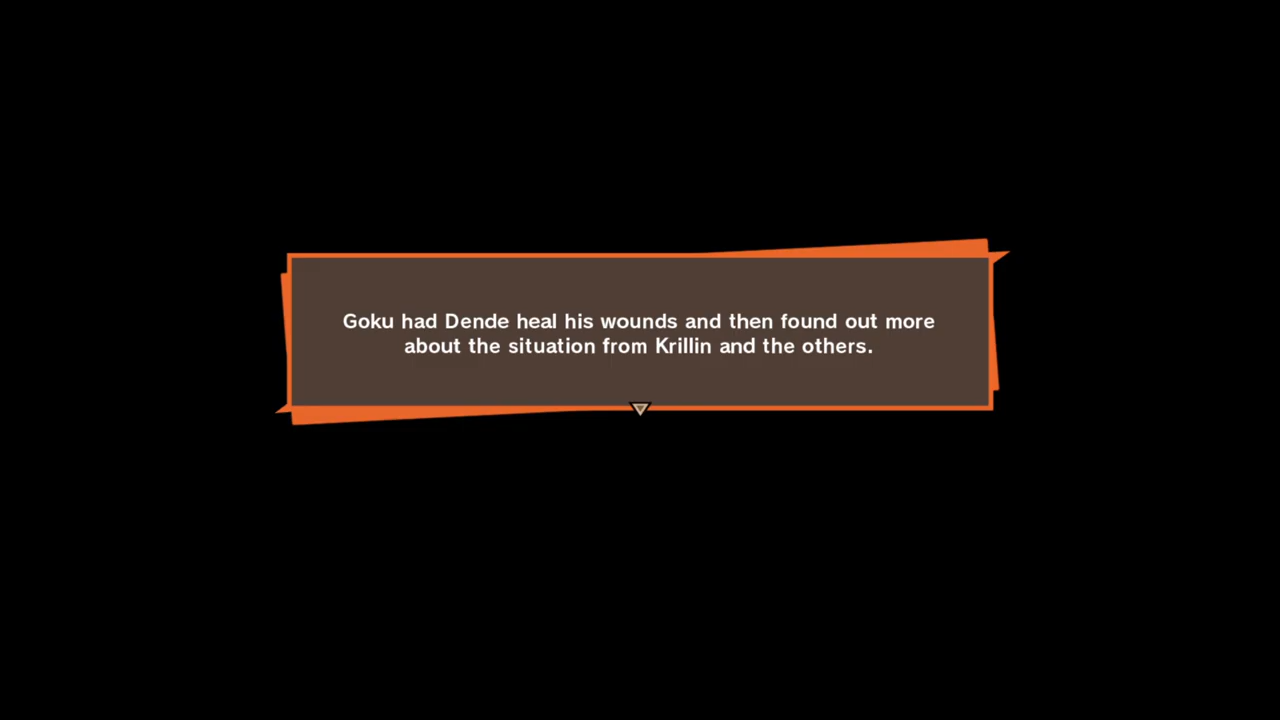 Goku had Dende heal his wounds and then found out more
about the situation from Krillin and the others.